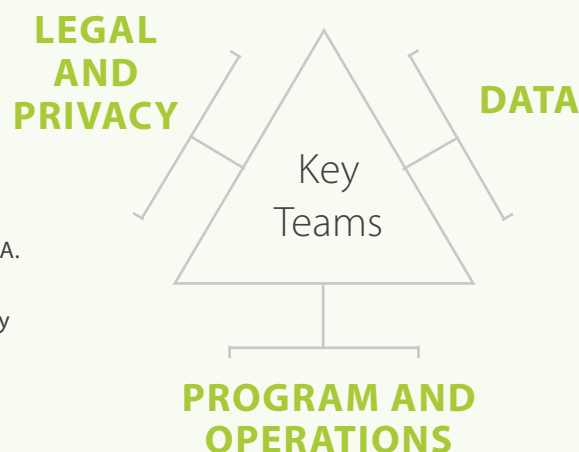 LEGAL
AND
PRIVACY
DATA
Key
Teams
A.
y
PROGRAM AND
OPERATIONS